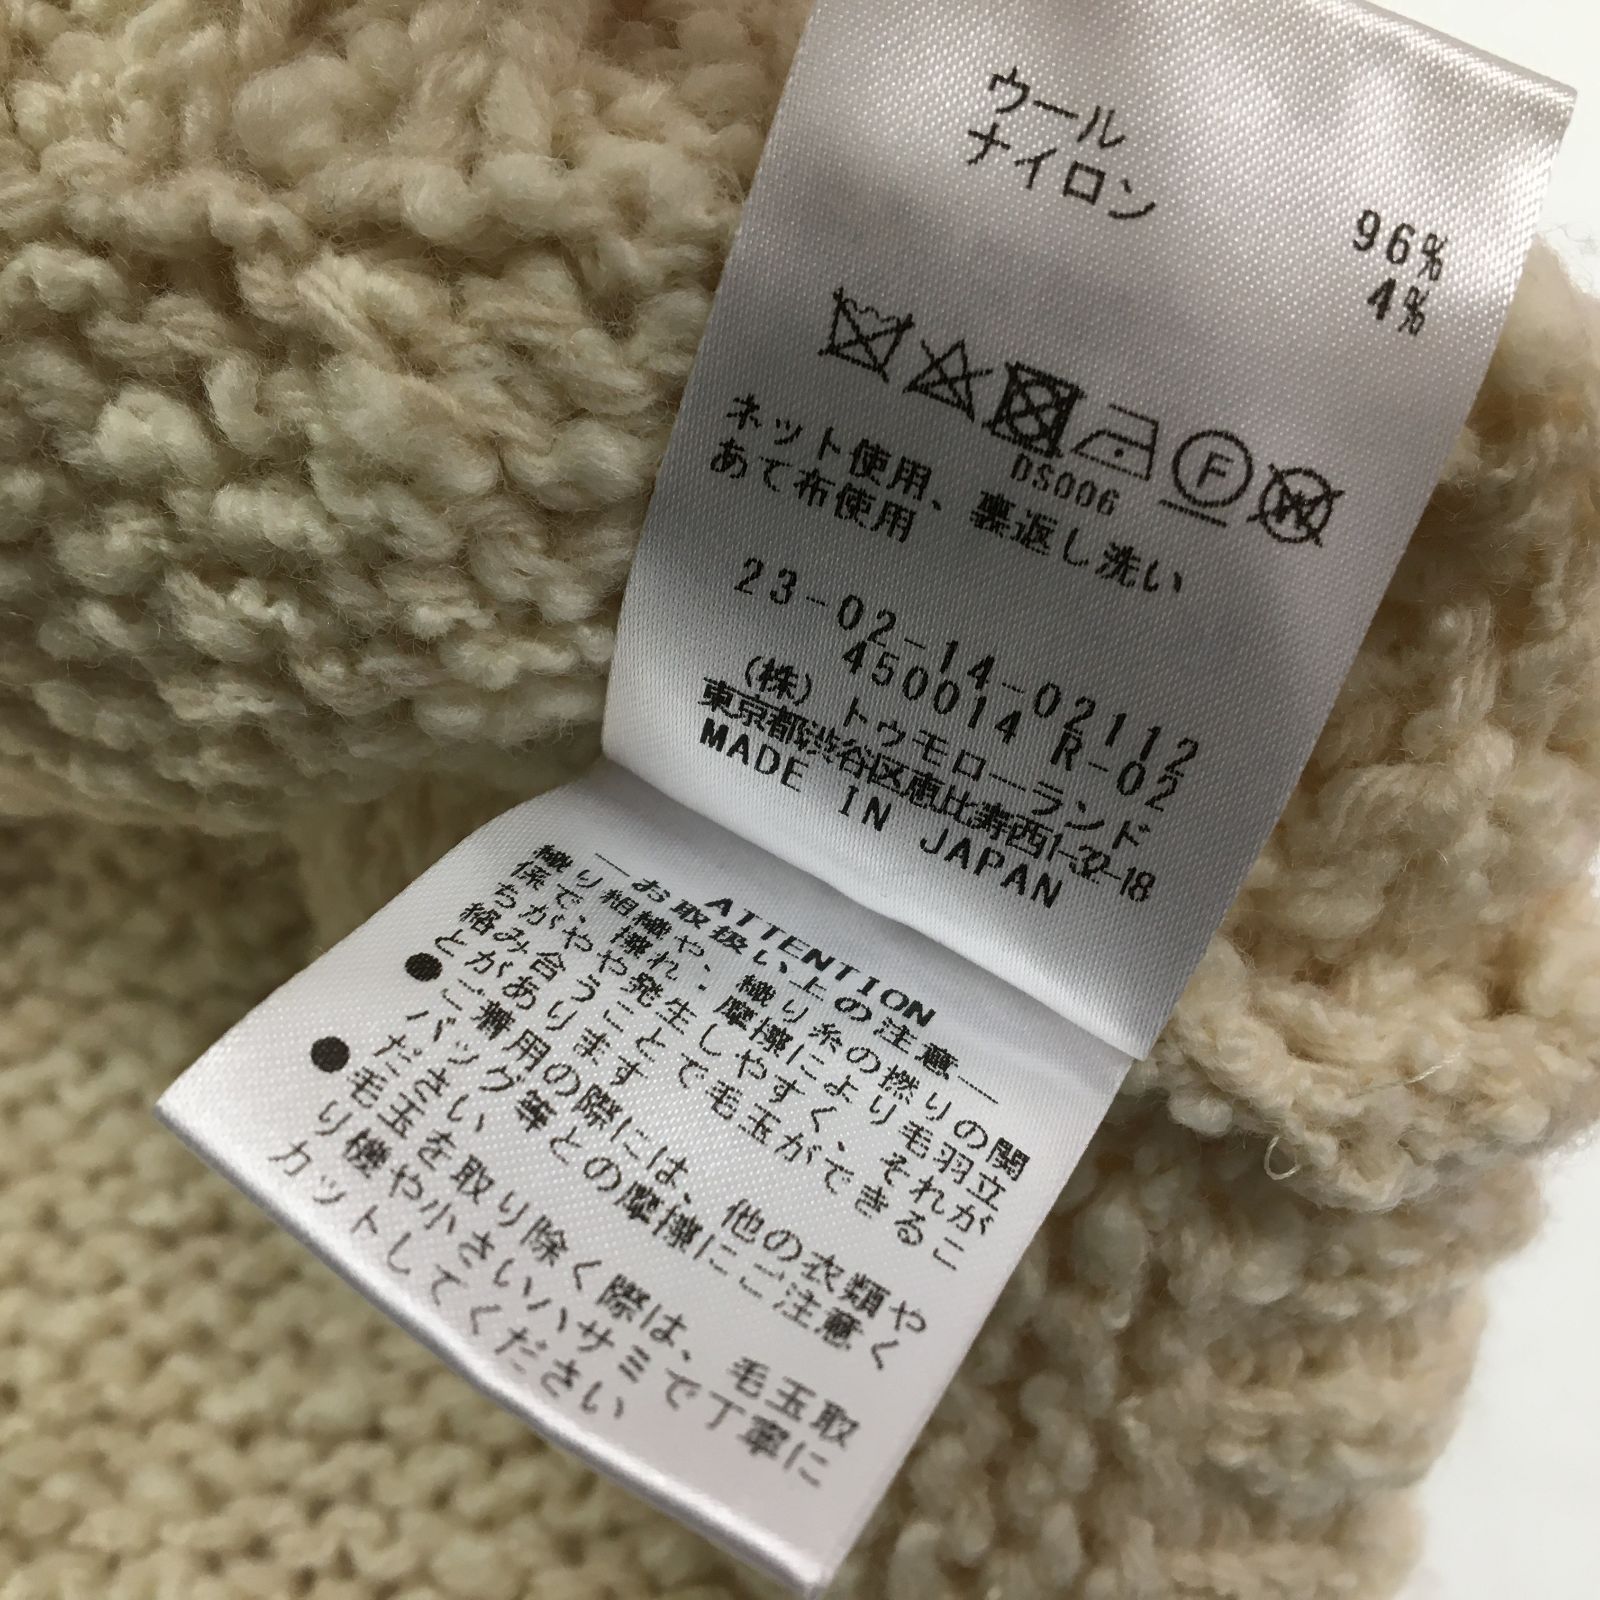 ウール 96%
ナイロン 4%
F
W
DS006
ネット使用、裏返し洗い
あて布使用
23-02-14-02112
450014 R-02
(株)トウモローランド
東京都渋谷区恵比寿西1-32-18
MADE IN JAPAN
ATTENTION
―お取扱い上の注意―
織り相織や、織り糸の撚りの関
係で、擦れ、摩擦により毛羽立
ちがやや発生しやすく、それが
絡み合うことで毛玉ができるこ
とがあります
●ご着用の際には、他の衣類や
バッグ等との摩擦にご注意く
ださい
●毛玉を取り除く際は、毛玉取
り機や小さいハサミで丁寧に
カットしてください